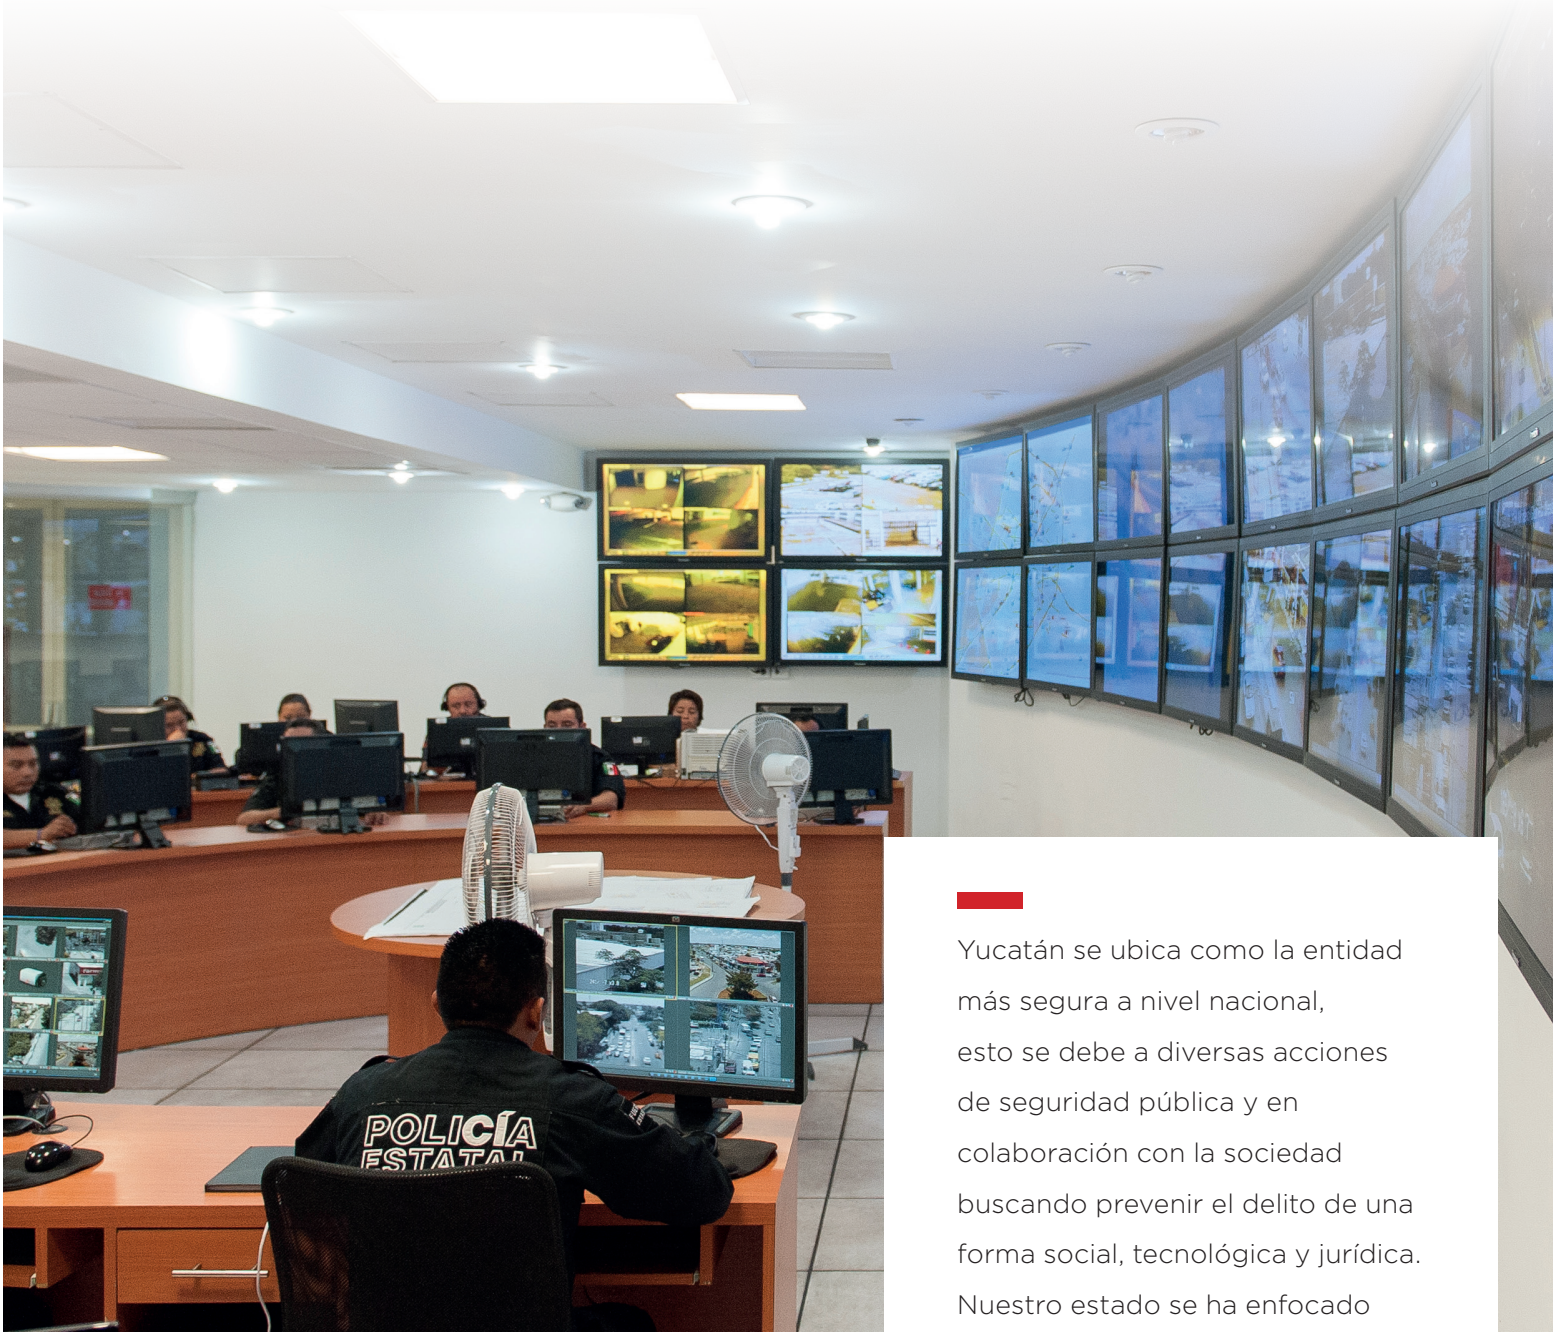 POLICÍA
ESTATAL
Yucatán se ubica como la entidad
más segura a nivel nacional,
esto se debe a diversas acciones
de seguridad pública y en
colaboración con la sociedad
buscando prevenir el delito de una
forma social, tecnológica y jurídica.
Nuestro estado se ha enfocado